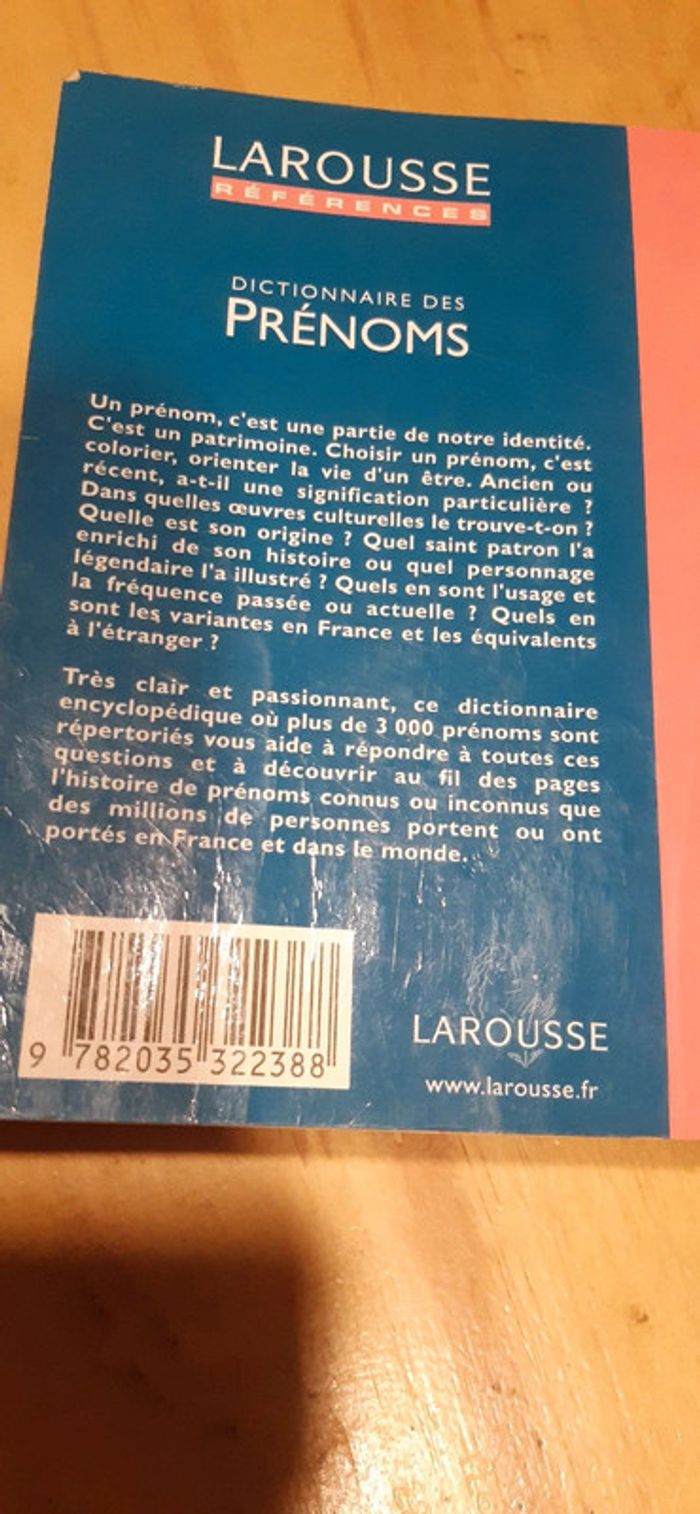 LAROUSSE
RÉFÉRENCES
DICTIONNAIRE DES
PRÉNOMS
Un prénom, c'est une partie de notre identité.
C'est un patrimoine. Choisir un prénom, c'est
colorier, orienter la vie d'un être. Ancien ou
récent, a-t-il une signification particulière ?
Dans quelles œuvres culturelles le trouve-t-on ?
Quelle est son origine ? Quel saint patron l'a
enrichi de son histoire ou quel personnage
légendaire l'a illustré ? Quels en sont l'usage et
la fréquence passée ou actuelle ? Quels en
sont les variantes en France et les équivalents
à l'étranger ?
Très clair et passionnant, ce dictionnaire
encyclopédique où plus de 3 000 prénoms sont
répertoriés vous aide à répondre à toutes ces
questions et à découvrir au fil des pages
l'histoire de prénoms connus ou inconnus que
des millions de personnes portent ou ont
portés en France et dans le monde.
9 782035 322388
LAROUSSE
www.larousse.fr